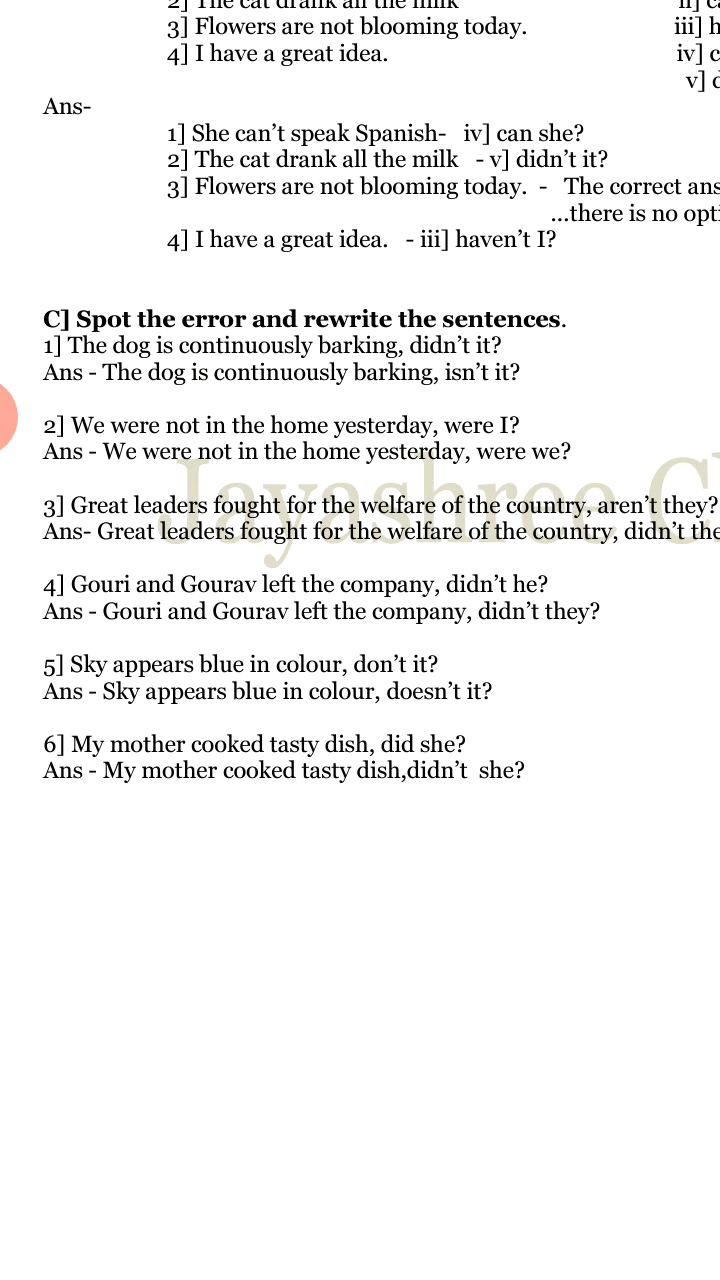 2] The cat drank all the milk
3] Flowers are not blooming today. iii] h
4] I have a great idea. iv] c
v] d
Ans-
1] She can’t speak Spanish- iv] can she?
2] The cat drank all the milk - v] didn’t it?
3] Flowers are not blooming today. - The correct ans
...there is no opti
4] I have a great idea. - iii] haven’t I?
C] Spot the error and rewrite the sentences.
1] The dog is continuously barking, didn’t it?
Ans - The dog is continuously barking, isn’t it?
2] We were not in the home yesterday, were I?
Ans - We were not in the home yesterday, were we?
Jayashree C
3] Great leaders fought for the welfare of the country, aren’t they?
Ans- Great leaders fought for the welfare of the country, didn’t the
4] Gouri and Gourav left the company, didn’t he?
Ans - Gouri and Gourav left the company, didn’t they?
5] Sky appears blue in colour, don’t it?
Ans - Sky appears blue in colour, doesn’t it?
6] My mother cooked tasty dish, did she?
Ans - My mother cooked tasty dish,didn’t she?